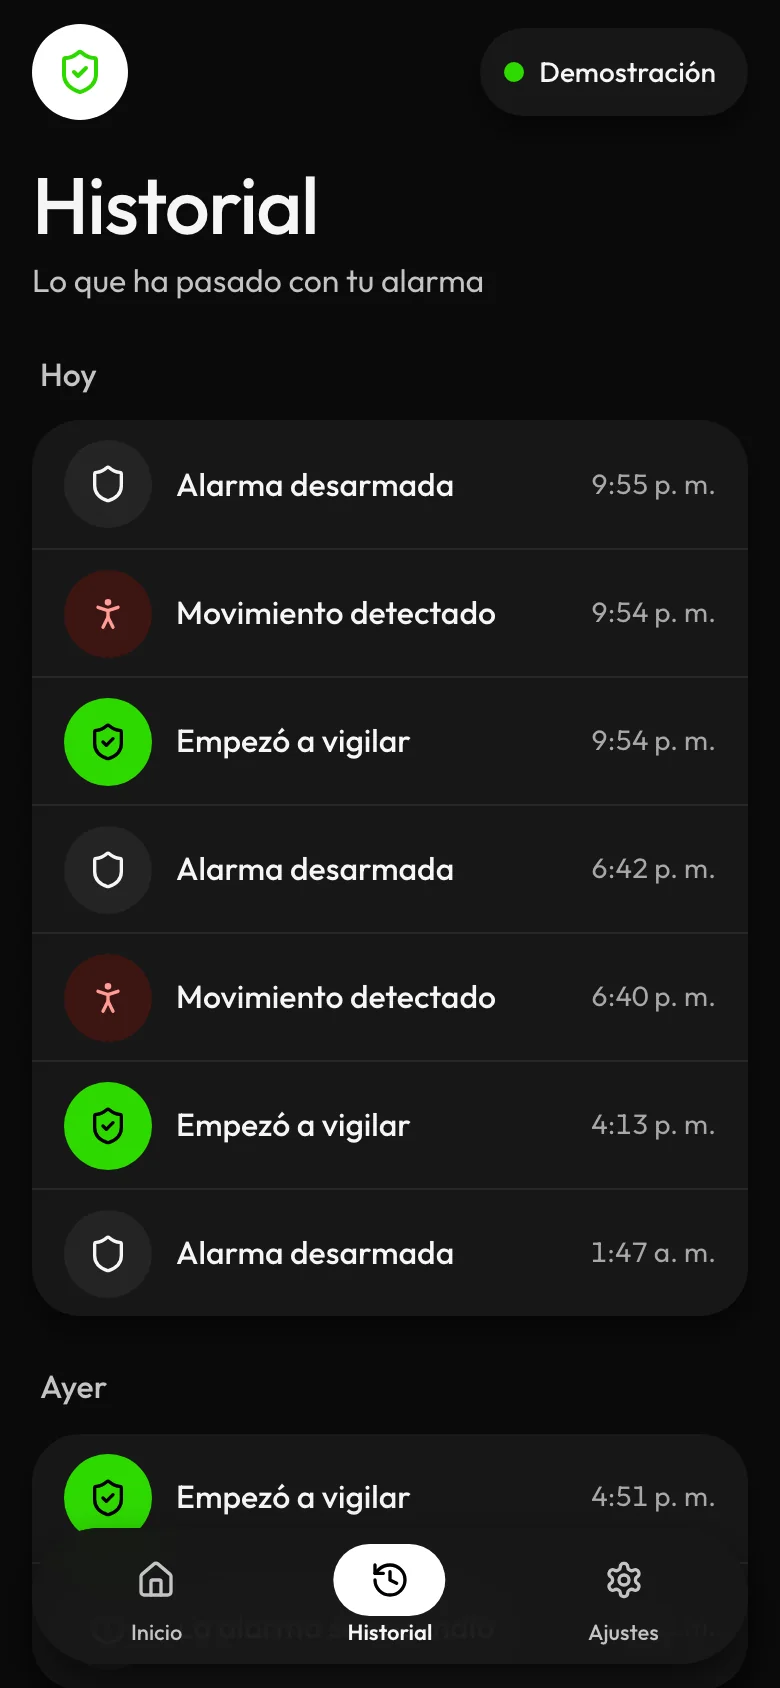 Demostración
Historial
Lo que ha pasado con tu alarma
Hoy
Alarma desarmada 9:55 p. m.
Movimiento detectado 9:54 p. m.
Empezó a vigilar 9:54 p. m.
Alarma desarmada 6:42 p. m.
Movimiento detectado 6:40 p. m.
Empezó a vigilar 4:13 p. m.
Alarma desarmada 1:47 a. m.
Ayer
Empezó a vigilar 4:51 p. m.
Inicio Historial Ajustes